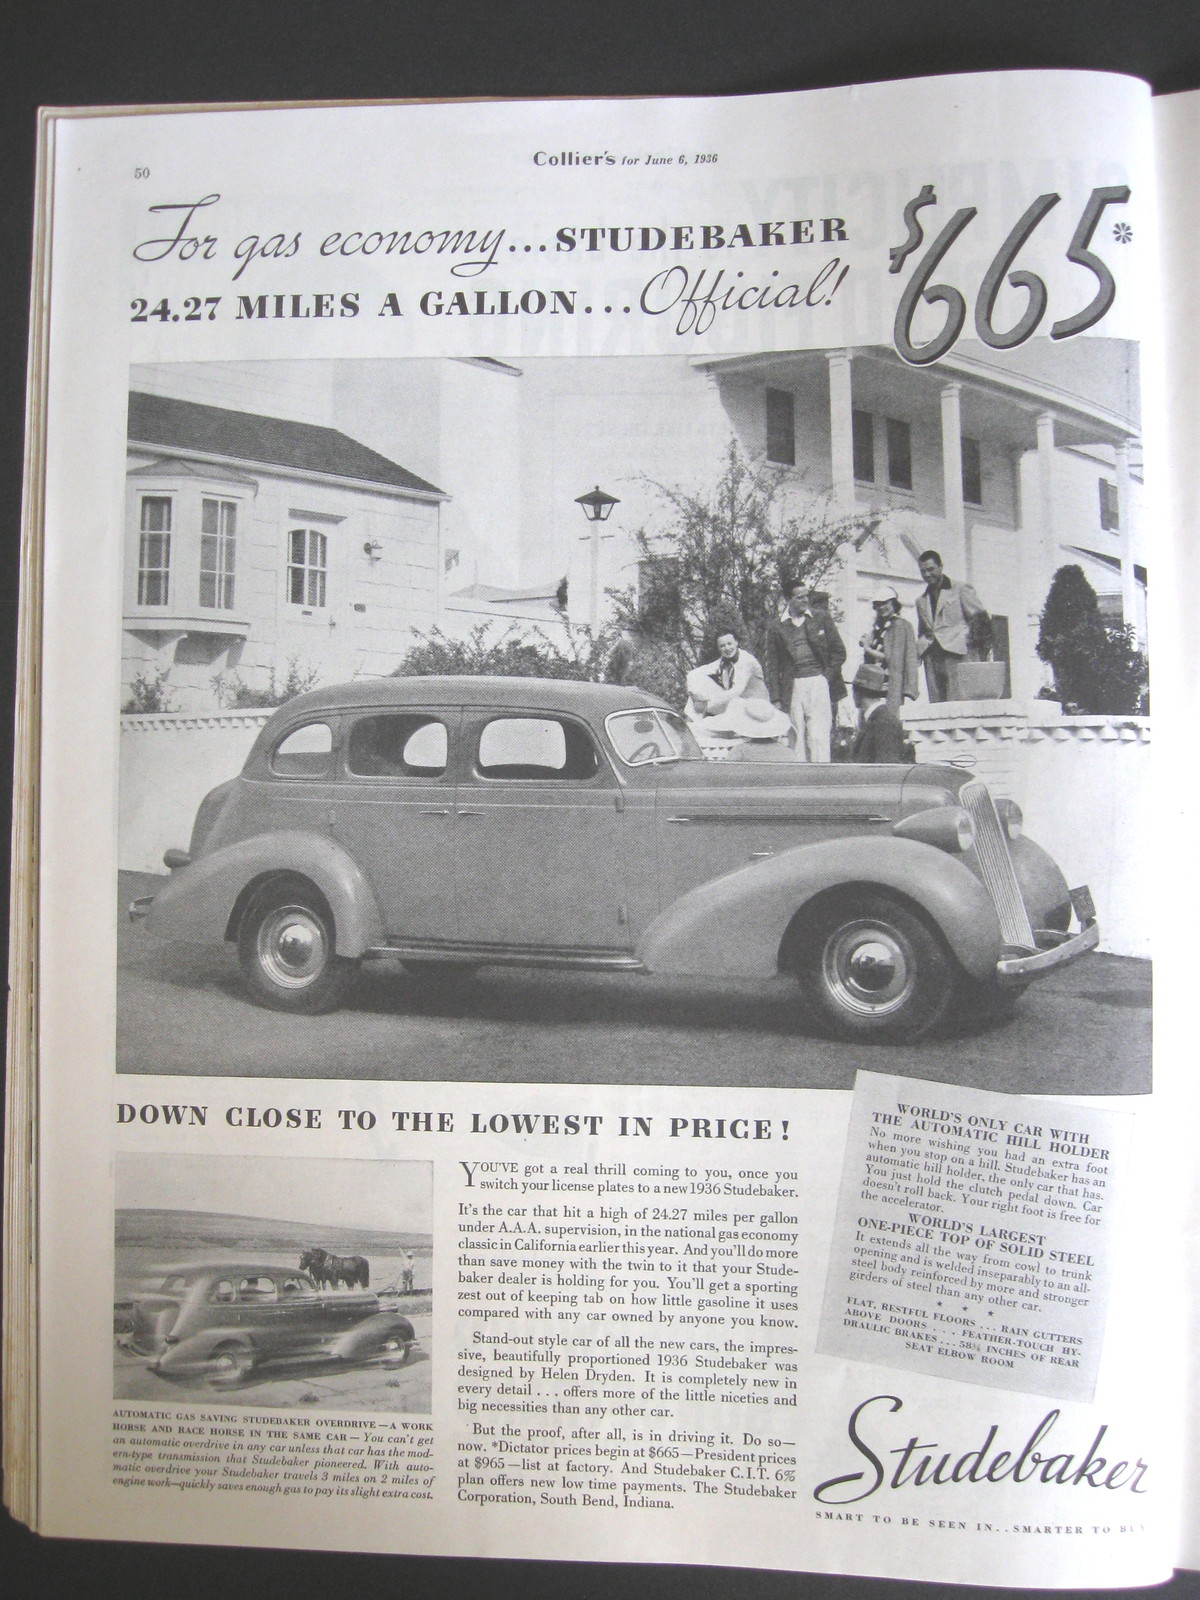 50
Collier's for June 6, 1936
For gas economy...STUDEBAKER
24.27 MILES A GALLON...Official!
$665*
DOWN CLOSE TO THE LOWEST IN PRICE!
AUTOMATIC GAS SAVING STUDEBAKER OVERDRIVE—A WORK
HORSE AND RACE HORSE IN THE SAME CAR—You can't get
an automatic overdrive in any car unless that car has the mod-
ern-type transmission that Studebaker pioneered. With auto-
matic overdrive your Studebaker travels 3 miles on 2 miles of
engine work—quickly saves enough gas to pay its slight extra cost.
YOU'VE got a real thrill coming to you, once you
switch your license plates to a new 1936 Studebaker.
It's the car that hit a high of 24.27 miles per gallon
under A.A.A. supervision, in the national gas economy
classic in California earlier this year. And you'll do more
than save money with the twin to it that your Stude-
baker dealer is holding for you. You'll get a sporting
zest out of keeping tab on how little gasoline it uses
compared with any car owned by anyone you know.
Stand-out style car of all the new cars, the impres-
sive, beautifully proportioned 1936 Studebaker was
designed by Helen Dryden. It is completely new in
every detail . . . offers more of the little niceties and
big necessities than any other car.
But the proof, after all, is in driving it. Do so—
now. *Dictator prices begin at $665—President prices
at $965—list at factory. And Studebaker C.I.T. 6%
plan offers new low time payments. The Studebaker
Corporation, South Bend, Indiana.
WORLD'S ONLY CAR WITH
THE AUTOMATIC HILL HOLDER
No more wishing you had an extra foot
when you stop on a hill. Studebaker has an
automatic hill holder, the only car that has.
You just hold the clutch pedal down. Car
doesn't roll back. Your right foot is free for
the accelerator.
WORLD'S LARGEST
ONE-PIECE TOP OF SOLID STEEL
It extends all the way from cowl to trunk
opening and is welded inseparably to an all-
steel body reinforced by more and stronger
girders of steel than any other car.
* * *
FLAT, RESTFUL FLOORS . . . RAIN GUTTERS
ABOVE DOORS . . . FEATHER-TOUCH HY-
DRAULIC BRAKES . . . 58¼ INCHES OF REAR
SEAT ELBOW ROOM
Studebaker
SMART TO BE SEEN IN . . SMARTER TO BUY